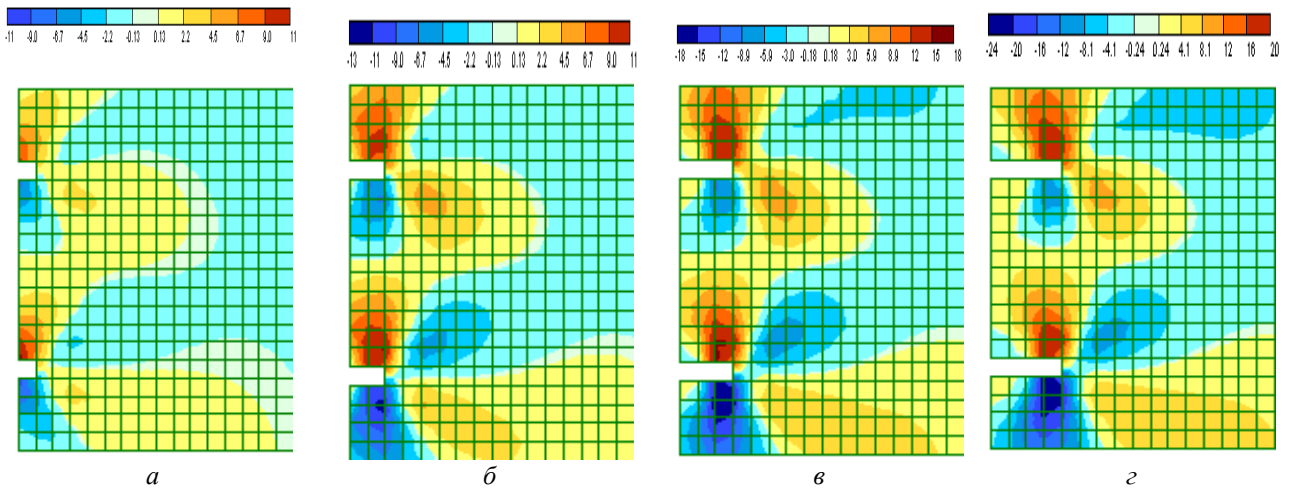 -11 -9.0 -6.7 -4.5 -2.2 -0.13 0.13 2.2 4.5 6.7 9.0 11
-13 -11 -9.0 -6.7 -4.5 -2.2 -0.13 0.13 2.2 4.5 6.7 9.0 11
-18 -15 -12 -8.9 -5.9 -3.0 -0.18 0.18 3.0 5.9 8.9 12 15 18
-24 -20 -16 -12 -8.1 -4.1 -0.24 0.24 4.1 8.1 12 16 20
а
б
в
г